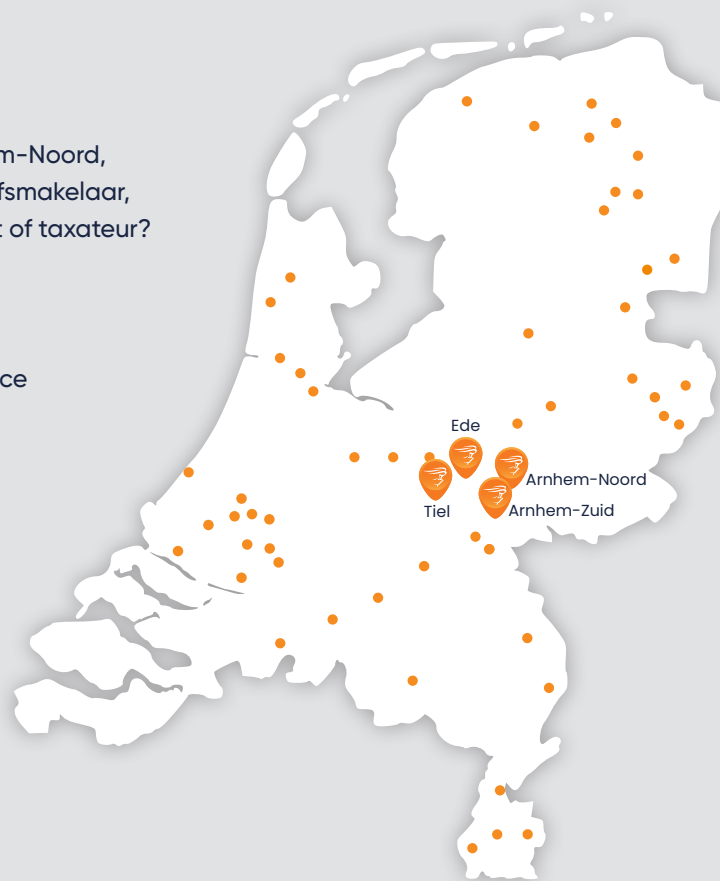 m-Noord,
fsmakelaar,
t of taxateur?
ce
Ede
Arnhem-Noord
Tiel
Arnhem-Zuid